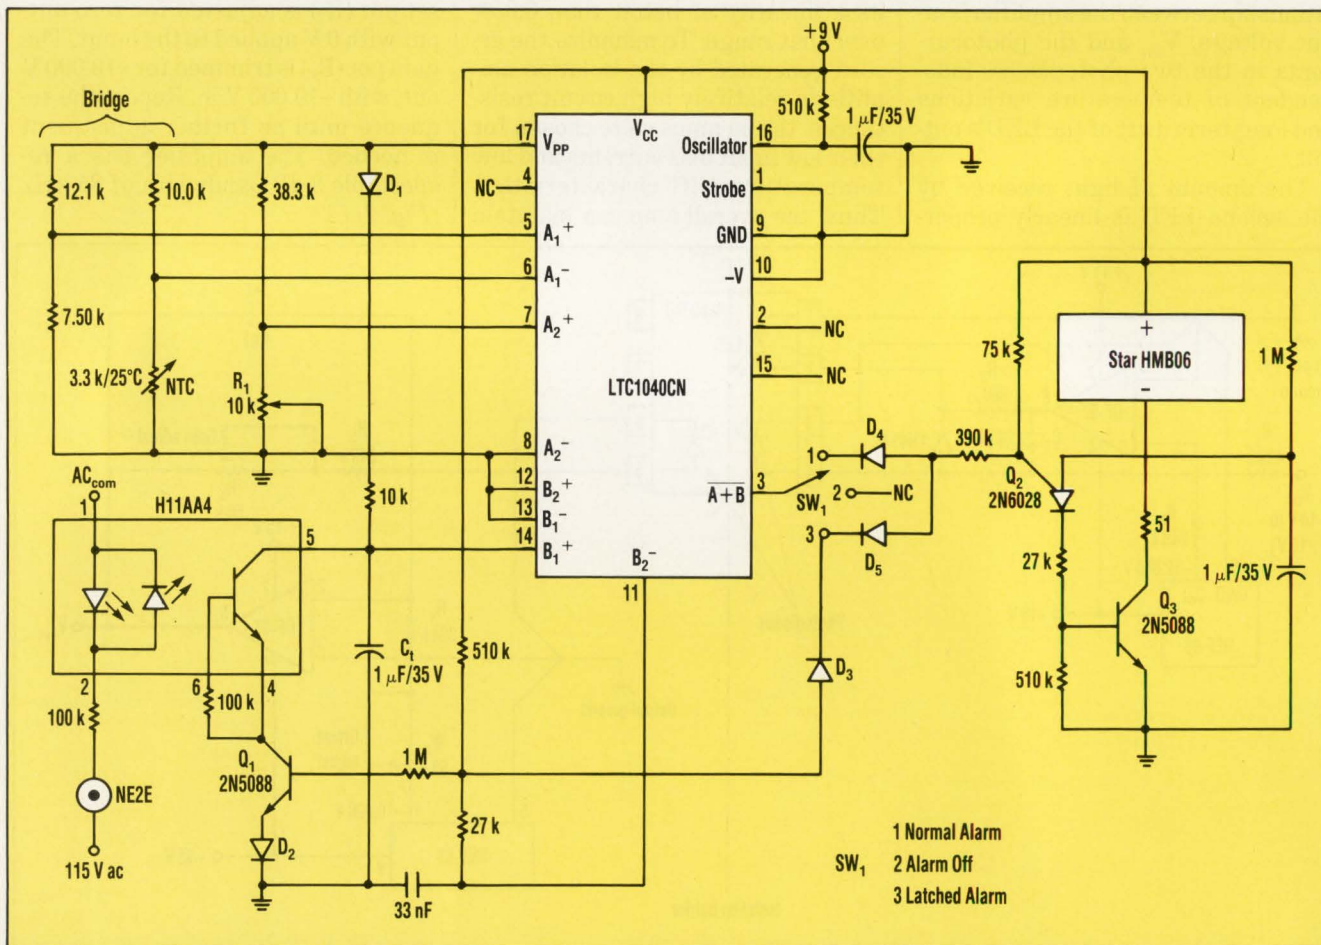 +9 V
Bridge
510 k
1 µF/35 V
12.1 k
10.0 k
38.3 k
D1
NC
17
VPP
VCC
16
Oscillator
4
1
Strobe
5
A1+
9
GND
6
A1−
10
−V
7
A2+
2
NC
15
NC
7.50 k
3.3 k/25°C
NTC
R1
10 k
LTC1040CN
75 k
+
Star HMB06
−
1 M
8
A2−
12
B2+
13
B1−
14
B1+
3
A+B
B2−
11
10 k
SW1
1
2
NC
3
D4
D5
390 k
Q2
2N6028
51
27 k
1 µF/35 V
Q3
2N5088
510 k
ACcom
1
H11AA4
5
2
6
4
100 k
100 k
Ct
1 µF/35 V
510 k
D3
NE2E
115 V ac
Q1
2N5088
1 M
27 k
D2
33 nF
1 Normal Alarm
SW1 2 Alarm Off
3 Latched Alarm